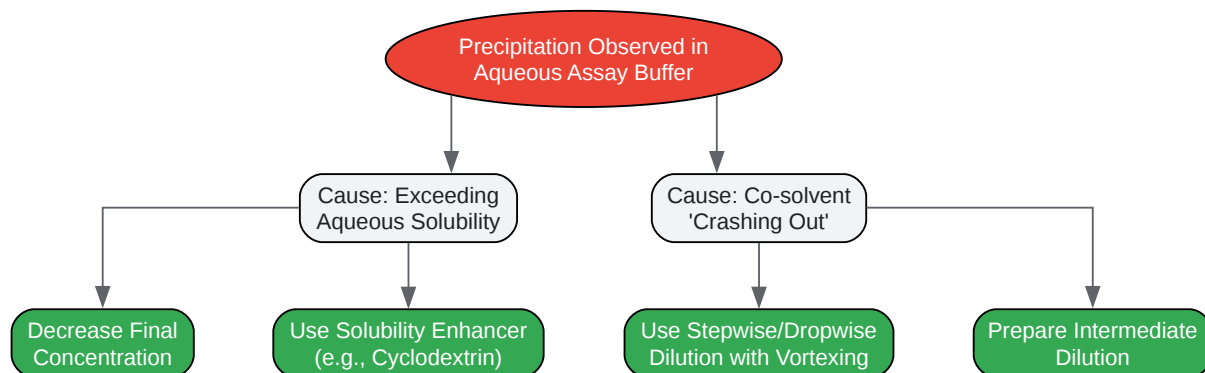 Precipitation Observed in
Aqueous Assay Buffer
Cause: Exceeding
Aqueous Solubility
Cause: Co-solvent
'Crashing Out'
Decrease Final
Concentration
Use Solubility Enhancer
(e.g., Cyclodextrin)
Use Stepwise/Dropwise
Dilution with Vortexing
Prepare Intermediate
Dilution